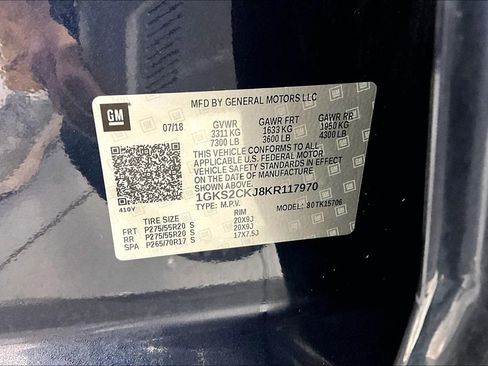 MFD BY GENERAL MOTORS LLC
GM
07/18
GVWR GAWR FRT GAWR RR
3311 KG 1633 KG 1950 KG
7300 LB 3600 LB 4300 LB
THIS VEHICLE CONFORMS TO ALL
APPLICABLE U.S. FEDERAL MOTOR
VEHICLE SAFETY STANDARDS IN
EFFECT ON THE DATE OF
MANUFACTURE SHOWN ABOVE.
1GKS2CKJ8KR117970
TYPE: M.P.V. MODEL: 80TK15706
410Y
TIRE SIZE RIM
FRT P275/55R20 S 20X9J
RR P275/55R20 S 20X9J
SPA P265/70R17 S 17X7.5J